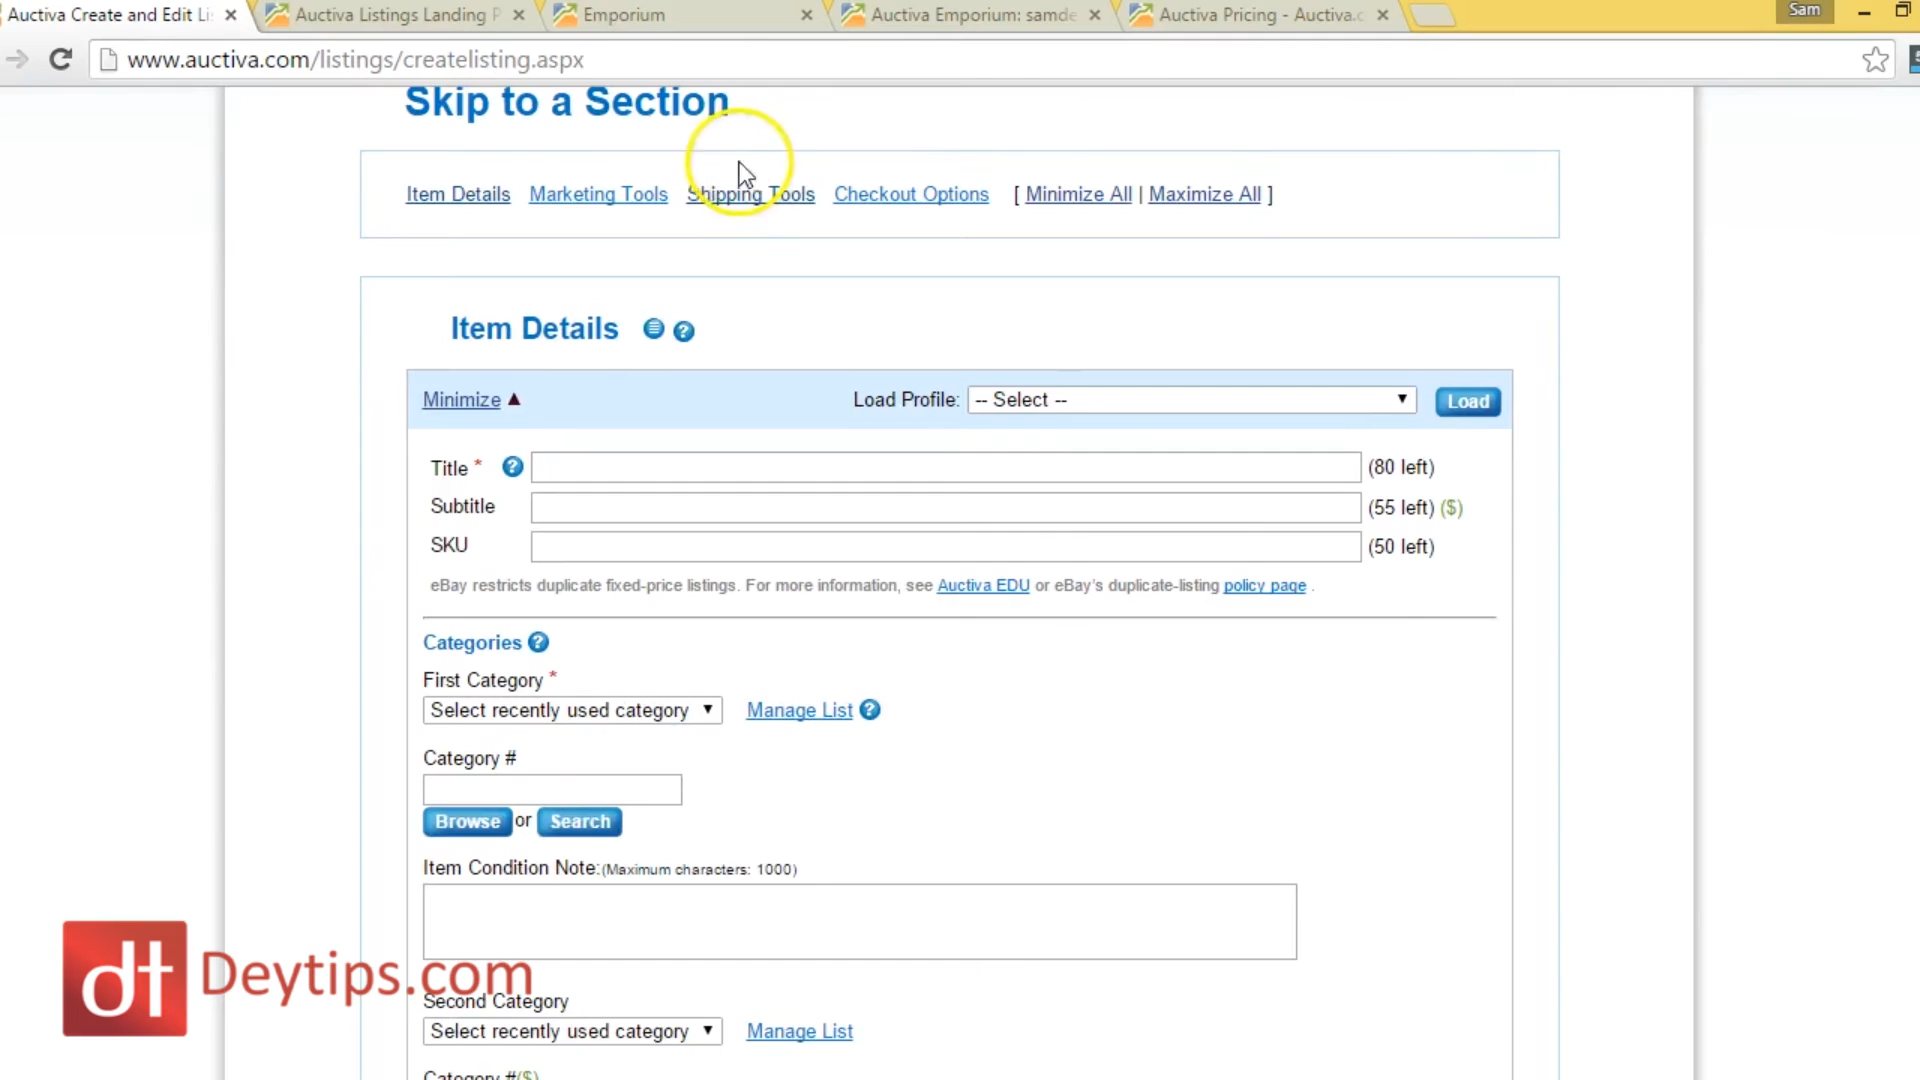 Auctiva Create and Edit Li
Auctiva Listings Landing P
Emporium
Auctiva Emporium: samde
Auctiva Pricing - Auctiva.c
Sam
www.auctiva.com/listings/createlisting.aspx
Skip to a Section
Item Details Marketing Tools Shipping Tools Checkout Options [ Minimize All | Maximize All ]
Item Details
Minimize ▲ Load Profile: -- Select -- Load
Title * (80 left)
Subtitle (55 left) ($)
SKU (50 left)
eBay restricts duplicate fixed-price listings. For more information, see Auctiva EDU or eBay's duplicate-listing policy page .
Categories
First Category *
Select recently used category Manage List
Category #
Browse or Search
Item Condition Note:(Maximum characters: 1000)
dt Deytips.com
Second Category
Select recently used category Manage List
Category #($)